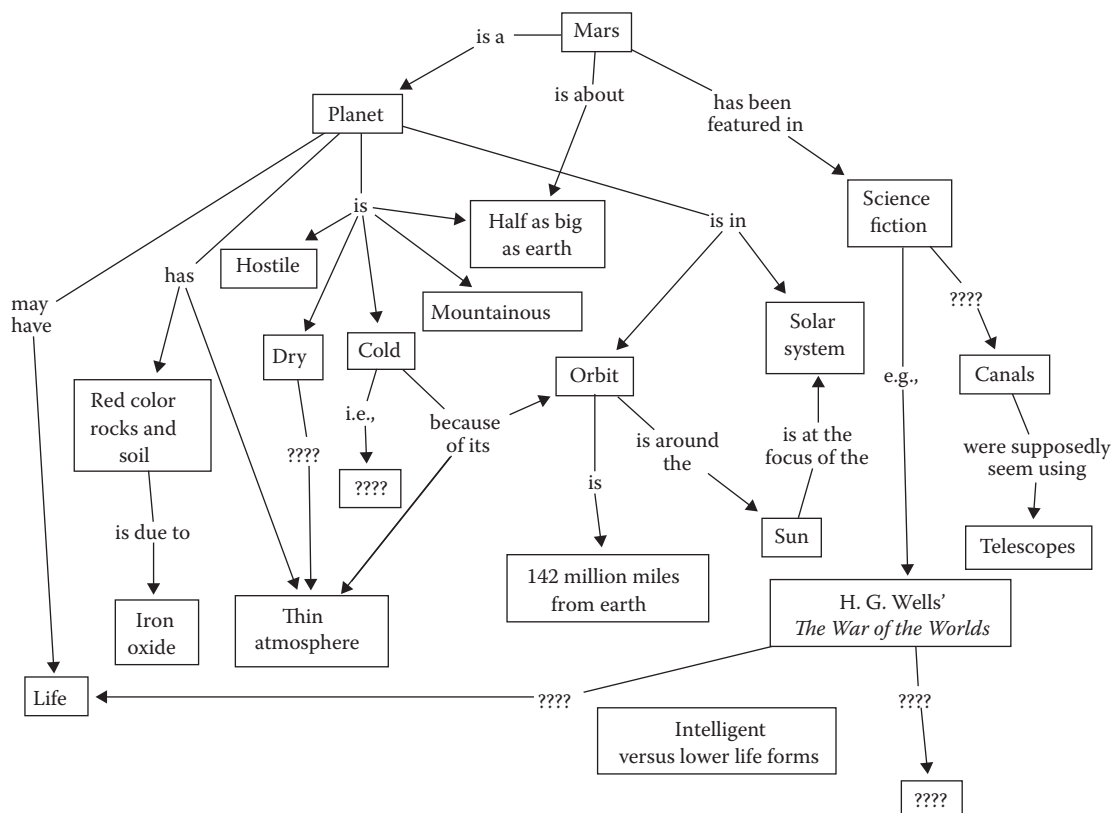 Mars
is a
is about
has been
featured in
Planet
Science
fiction
is
Half as big
as earth
is in
Hostile
has
may
have
Mountainous
????
Solar
system
Dry
Cold
Orbit
e.g.,
Canals
Red color
rocks and
soil
i.e.,
because
of its
is around
the
is at the
focus of the
were supposedly
seem using
????
????
is
is due to
Sun
Telescopes
142 million miles
from earth
H. G. Wells’
The War of the Worlds
Iron
oxide
Thin
atmosphere
Life
????
????
Intelligent
versus lower life forms
????